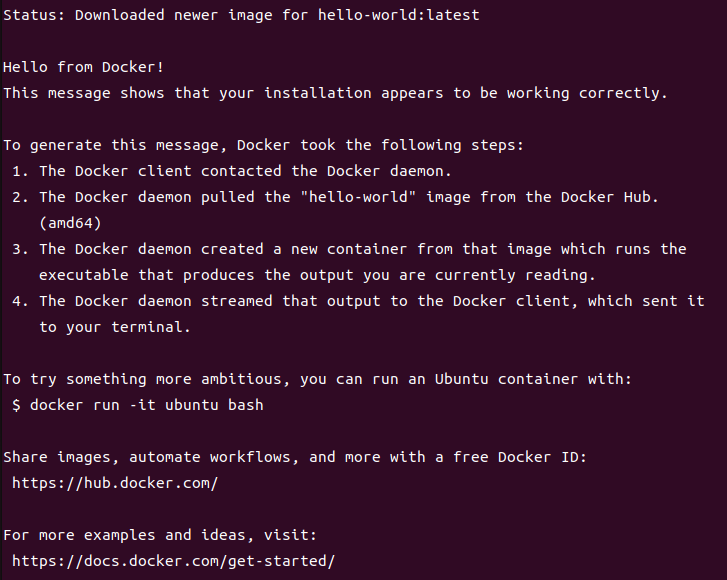 Status: Downloaded newer image for hello-world:latest
Hello from Docker!
This message shows that your installation appears to be working correctly.
To generate this message, Docker took the following steps:
1. The Docker client contacted the Docker daemon.
2. The Docker daemon pulled the "hello-world" image from the Docker Hub.
(amd64)
3. The Docker daemon created a new container from that image which runs the
executable that produces the output you are currently reading.
4. The Docker daemon streamed that output to the Docker client, which sent it
to your terminal.
To try something more ambitious, you can run an Ubuntu container with:
$ docker run -it ubuntu bash
Share images, automate workflows, and more with a free Docker ID:
https://hub.docker.com/
For more examples and ideas, visit:
https://docs.docker.com/get-started/